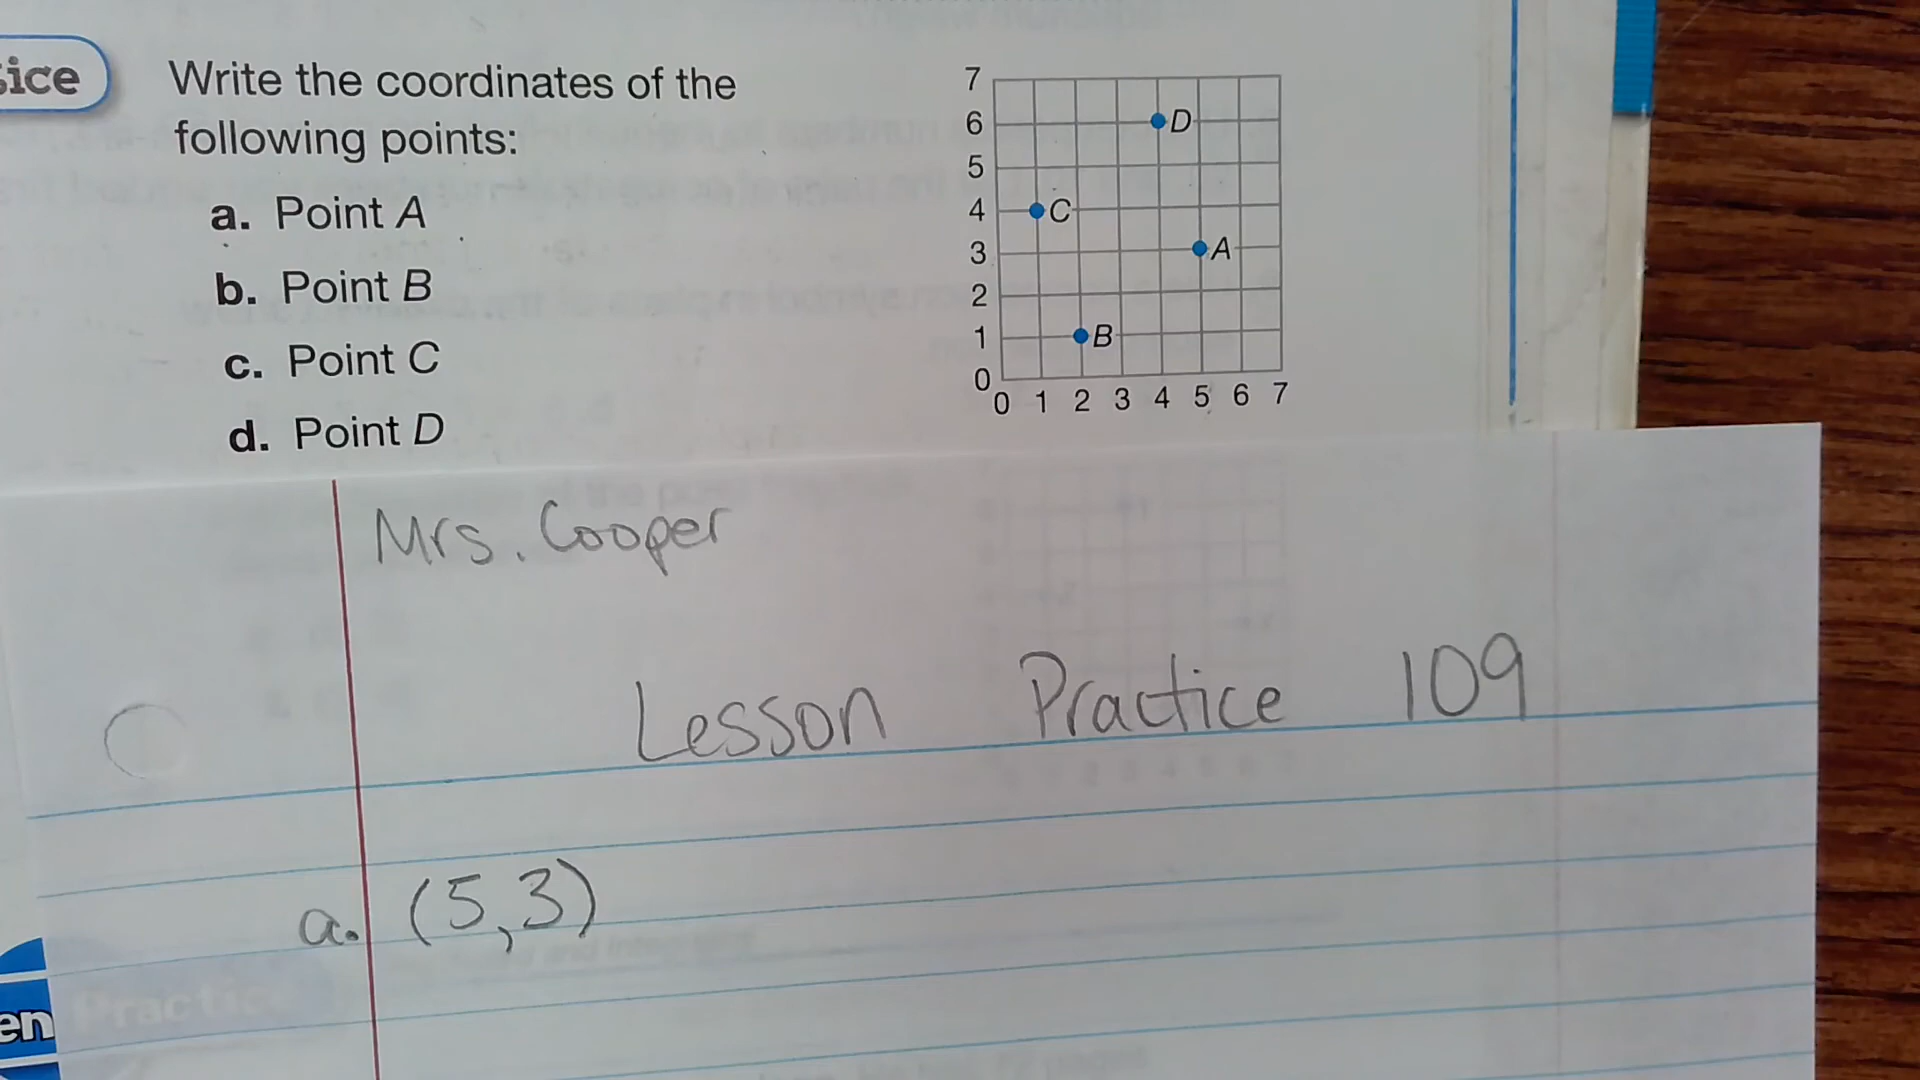 ice
Write the coordinates of the
following points:
a. Point A
b. Point B
c. Point C
d. Point D
7
6 D
5
4 C
3 A
2
1 B
0
0 1 2 3 4 5 6 7
Mrs. Cooper
Lesson Practice 109
a. (5,3)
Practic
en